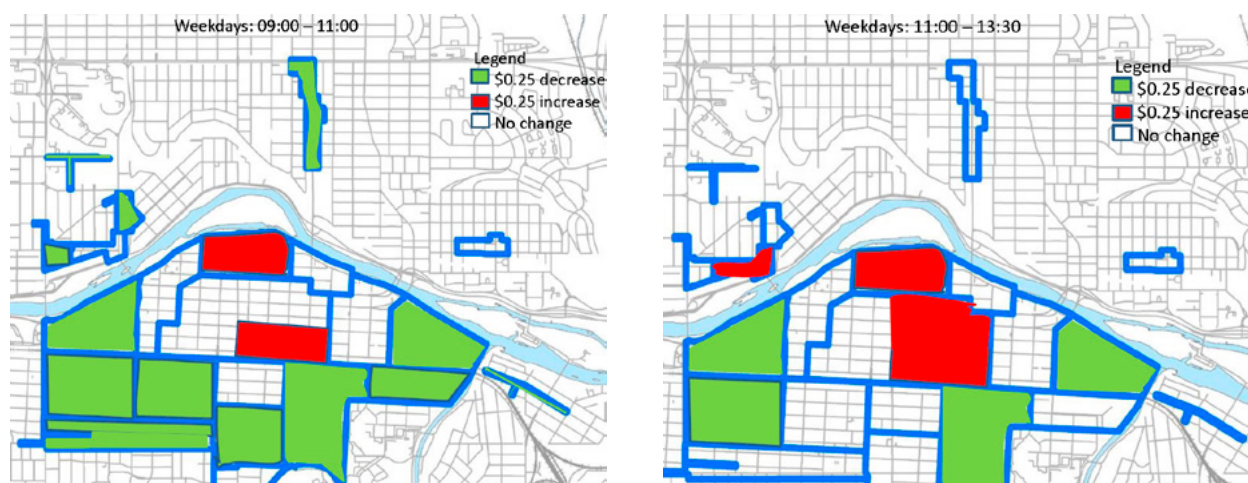 Weekdays: 09:00 – 11:00
Legend
$0.25 decrease
$0.25 increase
No change
Weekdays: 11:00 – 13:30
Legend
$0.25 decrease
$0.25 increase
No change